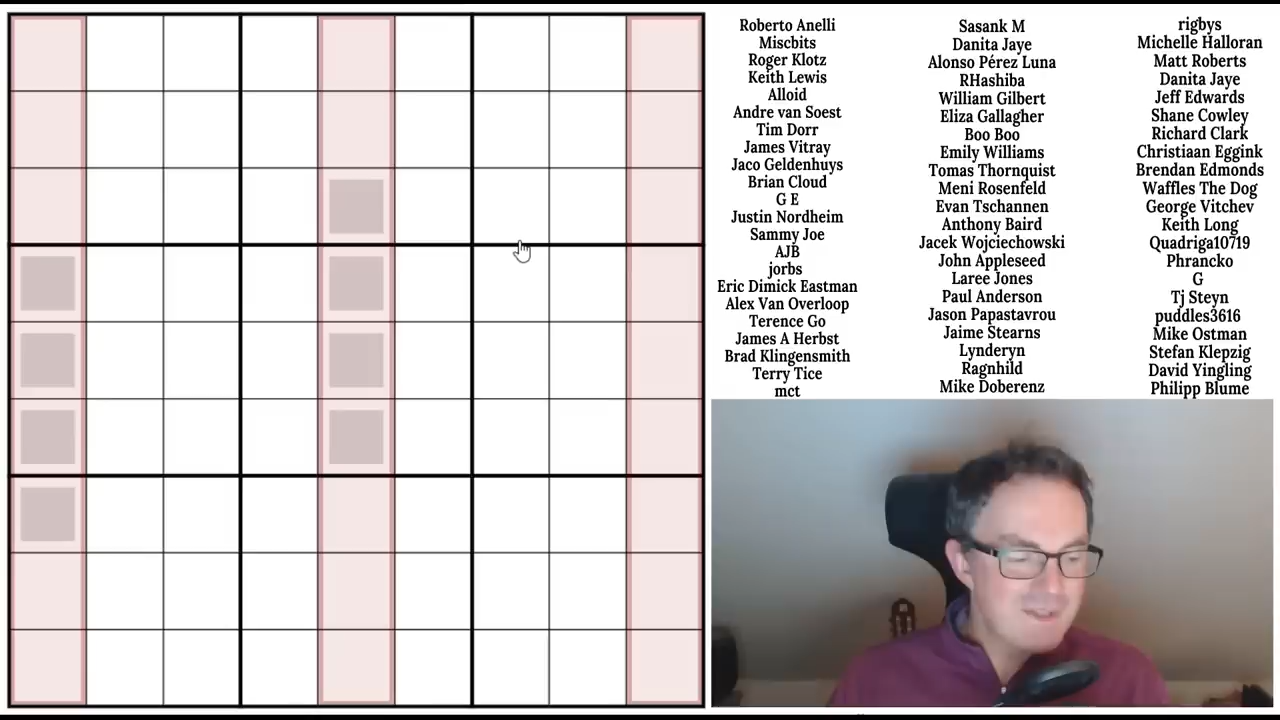 Roberto Anelli
Miscbits
Roger Klotz
Keith Lewis
Alloid
Andre van Soest
Tim Dorr
James Vitray
Jaco Geldenhuys
Brian Cloud
G E
Justin Nordheim
Sammy Joe
AJB
jorbs
Eric Dimick Eastman
Alex Van Overloop
Terence Go
James A Herbst
Brad Klingensmith
Terry Tice
mct
Sasank M
Danita Jaye
Alonso Pérez Luna
RHashiba
William Gilbert
Eliza Gallagher
Boo Boo
Emily Williams
Tomas Thornquist
Meni Rosenfeld
Evan Tschannen
Anthony Baird
Jacek Wojciechowski
John Appleseed
Laree Jones
Paul Anderson
Jason Papastavrou
Jaime Stearns
Lynderyn
Ragnhild
Mike Doberenz
rigbys
Michelle Halloran
Matt Roberts
Danita Jaye
Jeff Edwards
Shane Cowley
Richard Clark
Christiaan Eggink
Brendan Edmonds
Waffles The Dog
George Vitchev
Keith Long
Quadriga10719
Phrancko
G
Tj Steyn
puddles3616
Mike Ostman
Stefan Klepzig
David Yingling
Philipp Blume